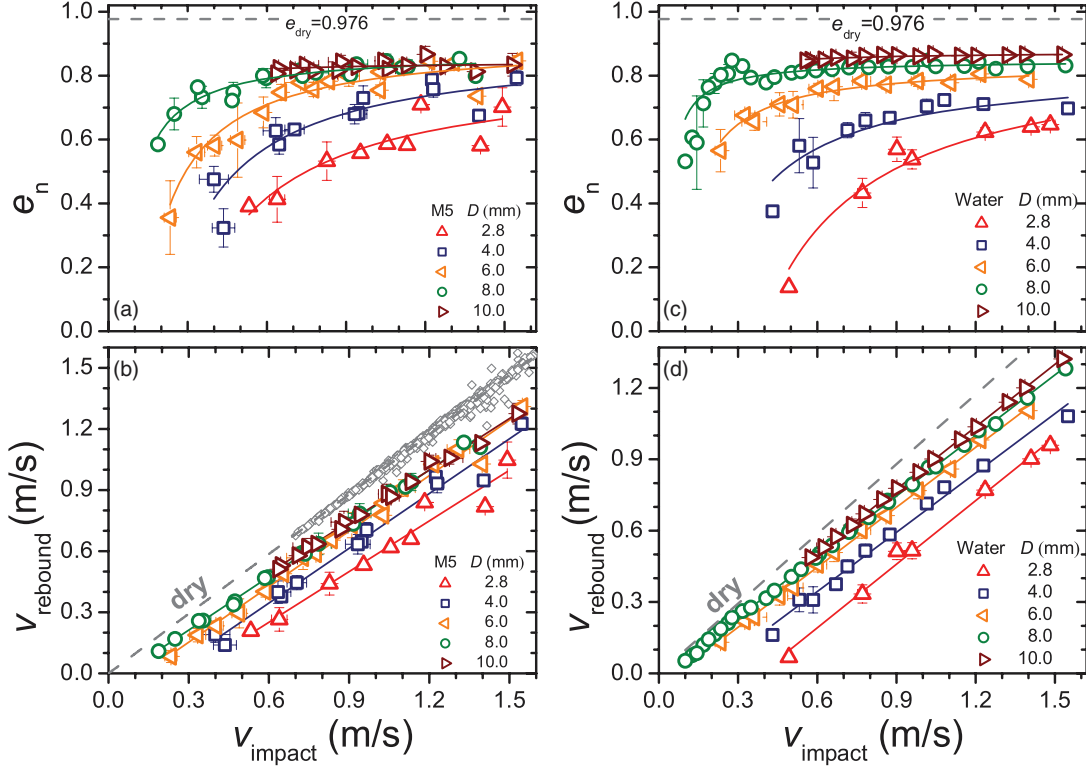 1.0
0.8
0.6
0.4
0.2
0.0
e_n
e_dry=0.976
(a)
M5 D (mm)
2.8
4.0
6.0
8.0
10.0
1.0
0.8
0.6
0.4
0.2
0.0
e_n
e_dry=0.976
(c)
Water D (mm)
2.8
4.0
6.0
8.0
10.0
1.5
1.2
0.9
0.6
0.3
0.0
v_rebound (m/s)
(b)
dry
M5 D (mm)
2.8
4.0
6.0
8.0
10.0
0.0 0.3 0.6 0.9 1.2 1.5
v_impact (m/s)
1.2
0.9
0.6
0.3
0.0
v_rebound (m/s)
(d)
dry
Water D (mm)
2.8
4.0
6.0
8.0
10.0
0.0 0.3 0.6 0.9 1.2 1.5
v_impact (m/s)